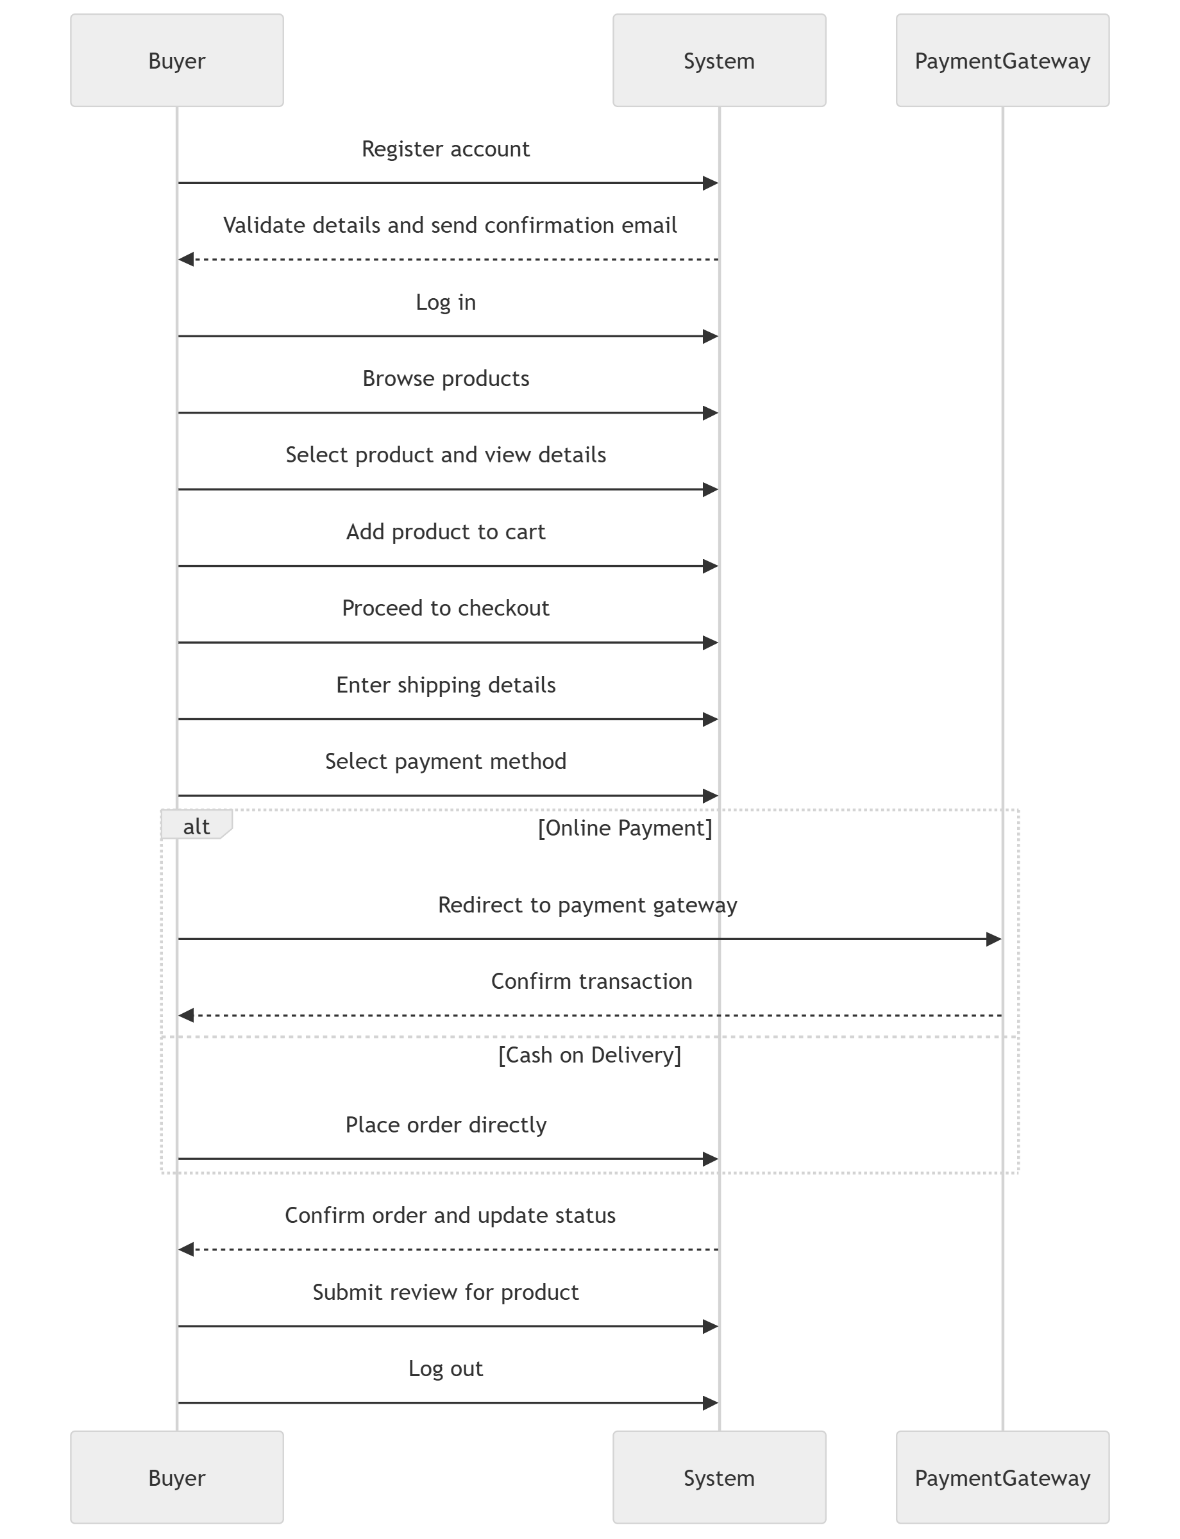 Buyer
System
PaymentGateway
Register account
Validate details and send confirmation email
Log in
Browse products
Select product and view details
Add product to cart
Proceed to checkout
Enter shipping details
Select payment method
alt
[Online Payment]
Redirect to payment gateway
Confirm transaction
[Cash on Delivery]
Place order directly
Confirm order and update status
Submit review for product
Log out
Buyer
System
PaymentGateway